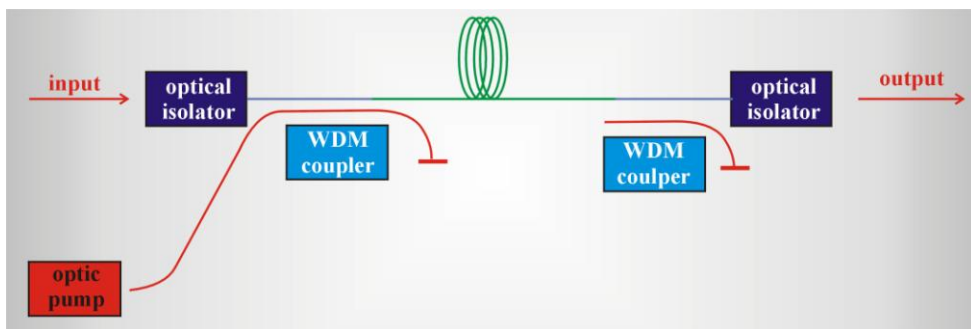 input
optical
isolator
WDM
coupler
WDM
coulper
optical
isolator
output
optic
pump